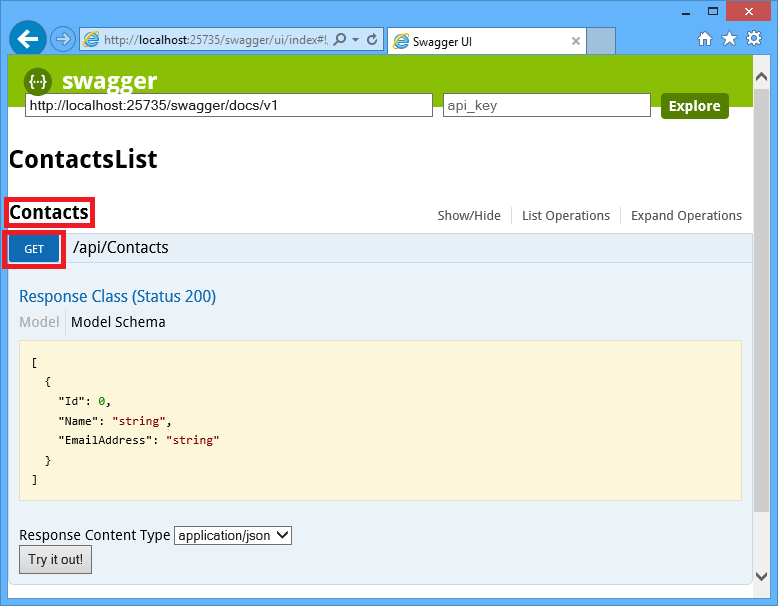 http://localhost:25735/swagger/ui/index#!
Swagger UI
{···} swagger
http://localhost:25735/swagger/docs/v1
api_key
Explore
ContactsList
Contacts
Show/Hide
List Operations
Expand Operations
GET /api/Contacts
Response Class (Status 200)
Model Model Schema
[
{
"Id": 0,
"Name": "string",
"EmailAddress": "string"
}
]
Response Content Type application/json
Try it out!